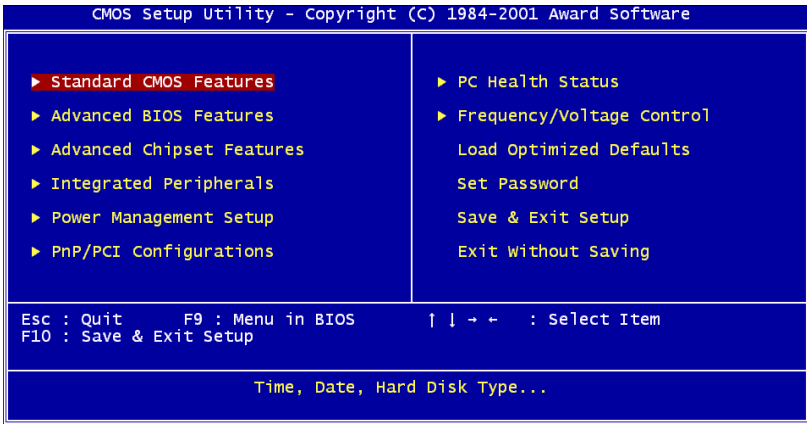 CMOS Setup Utility - Copyright (C) 1984-2001 Award Software
▶ Standard CMOS Features
▶ Advanced BIOS Features
▶ Advanced Chipset Features
▶ Integrated Peripherals
▶ Power Management Setup
▶ PnP/PCI Configurations
▶ PC Health Status
▶ Frequency/Voltage Control
Load Optimized Defaults
Set Password
Save & Exit Setup
Exit Without Saving
Esc : Quit F9 : Menu in BIOS ↑ ↓ → ← : Select Item
F10 : Save & Exit Setup
Time, Date, Hard Disk Type...